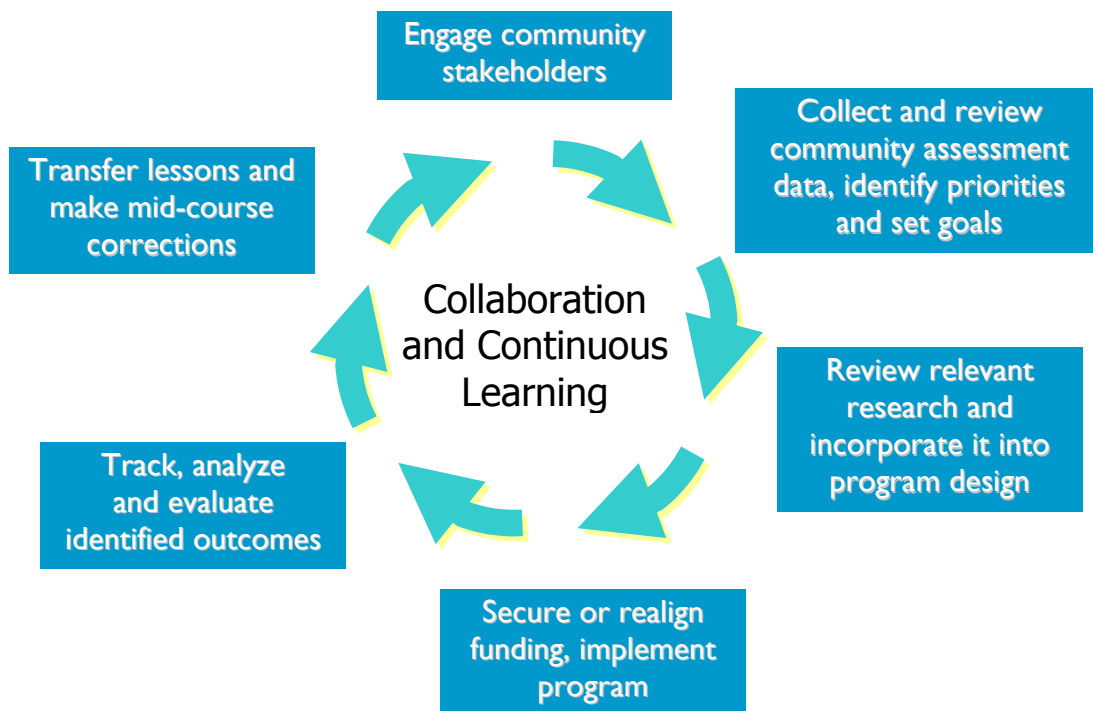 Engage community
stakeholders
Collect and review
community assessment
data, identify priorities
and set goals
Review relevant
research and
incorporate it into
program design
Secure or realign
funding, implement
program
Track, analyze
and evaluate
identified outcomes
Transfer lessons and
make mid-course
corrections
Collaboration
and Continuous
Learning